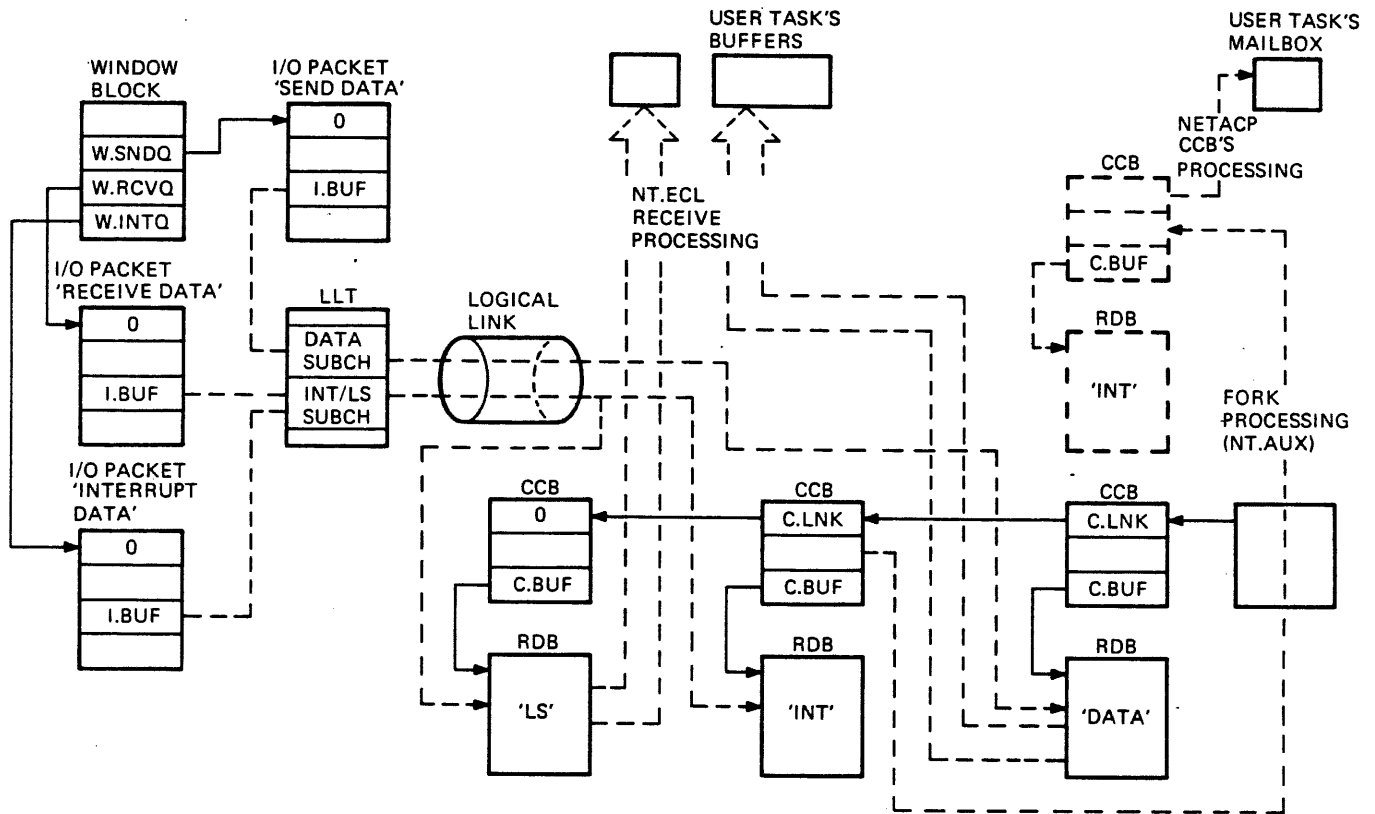 USER TASK'S
BUFFERS
USER TASK'S
MAILBOX
WINDOW
BLOCK
W.SNDQ
W.RCVQ
W.INTQ
I/O PACKET
'SEND DATA'
0
I.BUF
NETACP
CCB'S
PROCESSING
CCB
C.BUF
RDB
'INT'
NT.ECL
RECEIVE
PROCESSING
I/O PACKET
'RECEIVE DATA'
0
I.BUF
LLT
DATA
SUBCH
INT/LS
SUBCH
LOGICAL
LINK
FORK
PROCESSING
(NT.AUX)
I/O PACKET
'INTERRUPT
DATA'
0
I.BUF
CCB
0
C.BUF
RDB
'LS'
CCB
C.LNK
C.BUF
RDB
'INT'
CCB
C.LNK
C.BUF
RDB
'DATA'